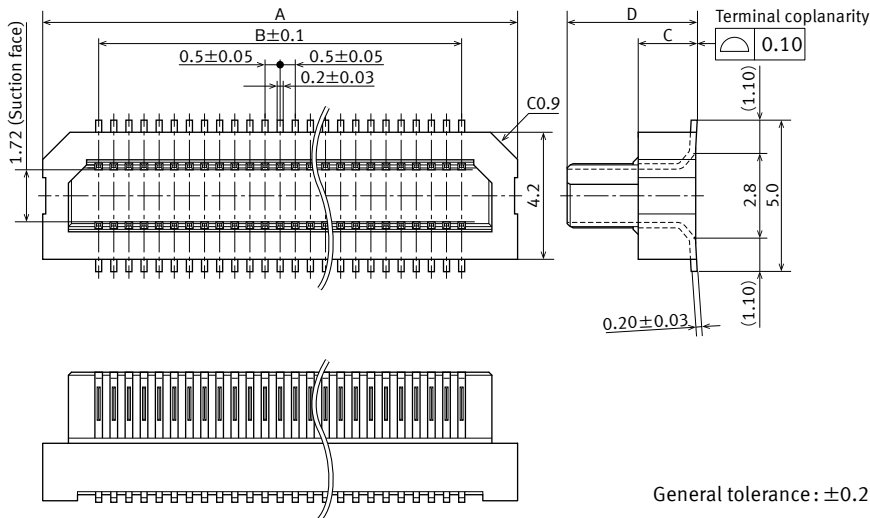 A
B±0.1
0.5±0.05
0.5±0.05
0.2±0.03
C0.9
1.72 (Suction face)
4.2
D
C
Terminal coplanarity
0.10
(1.10)
2.8
5.0
(1.10)
0.20±0.03
General tolerance: ±0.2